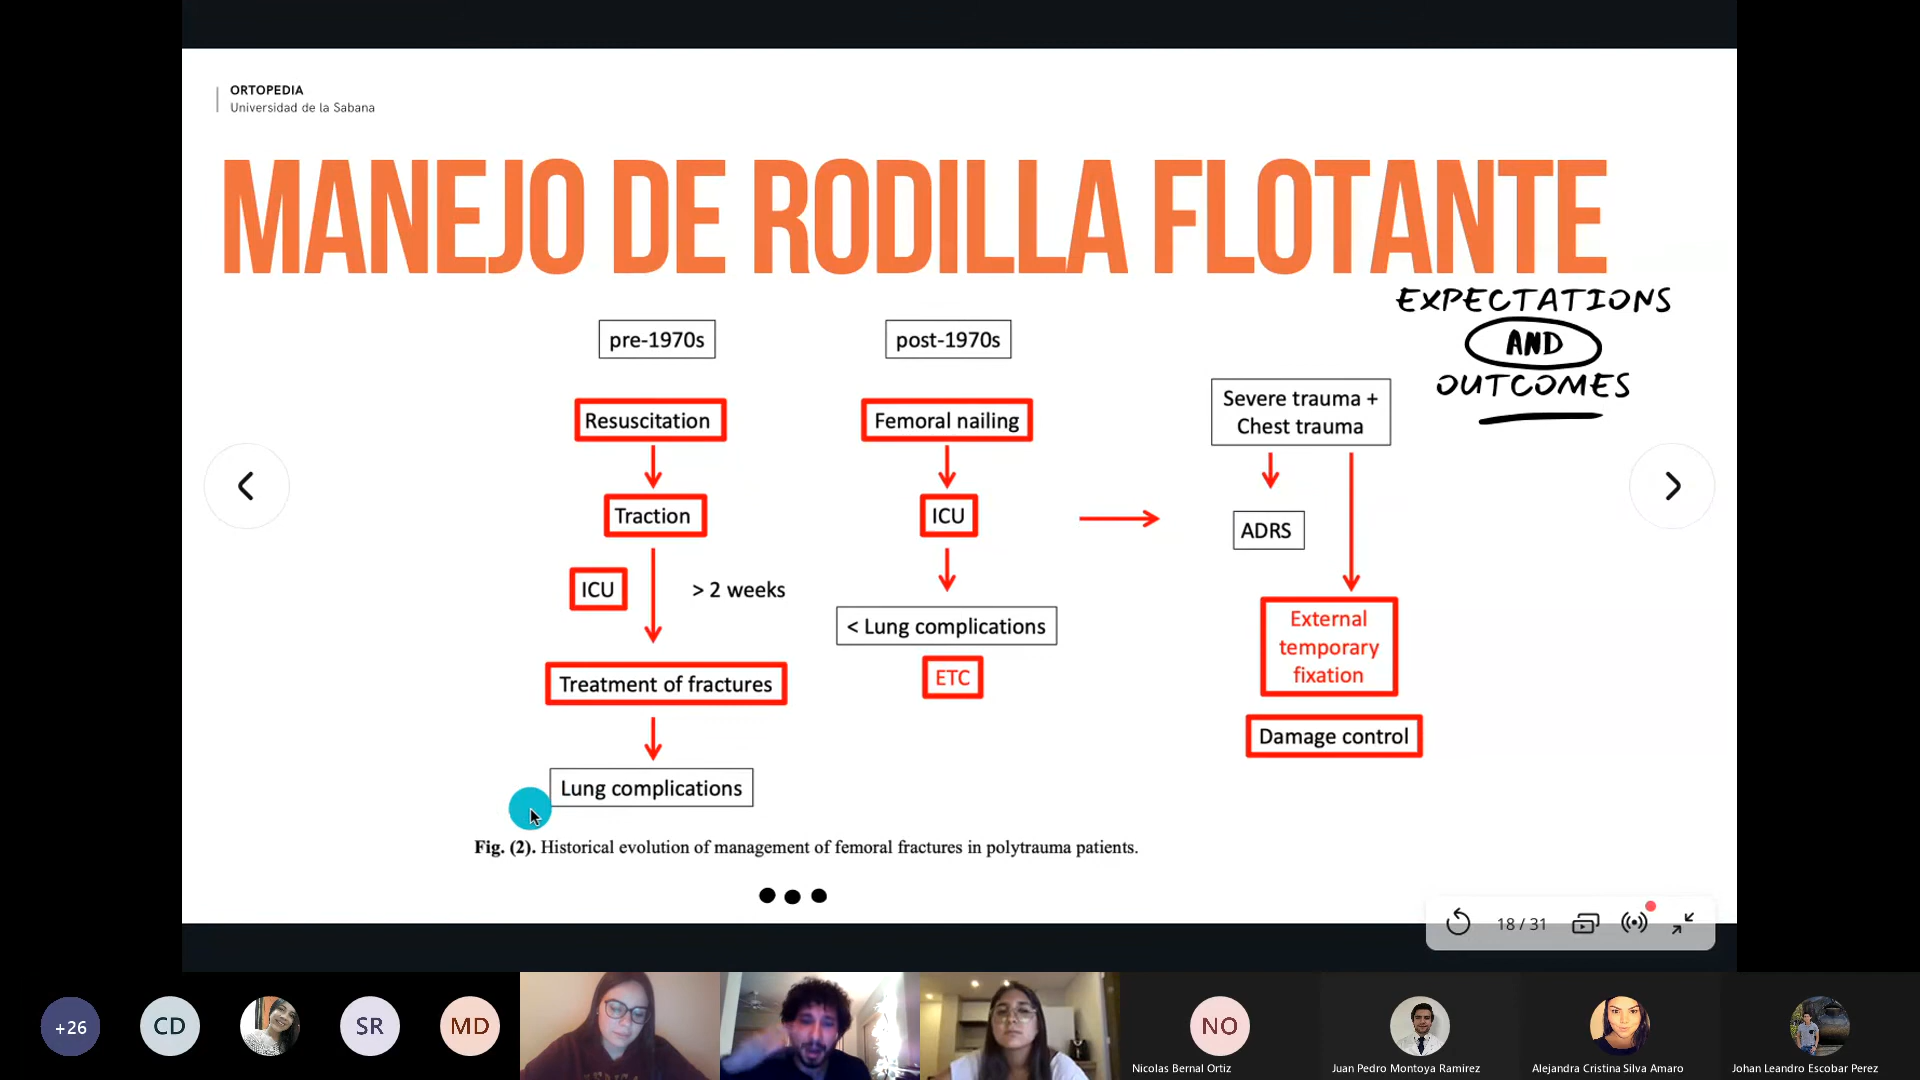 ORTOPEDIA
Universidad de la Sabana
MANEJO DE RODILLA FLOTANTE
EXPECTATIONS
AND
OUTCOMES
pre-1970s
Resuscitation
Traction
ICU
> 2 weeks
Treatment of fractures
Lung complications
post-1970s
Femoral nailing
ICU
< Lung complications
ETC
Severe trauma +
Chest trauma
ADRS
External
temporary
fixation
Damage control
Fig. (2). Historical evolution of management of femoral fractures in polytrauma patients.
18 / 31
+26
CD
SR
MD
NO
Nicolas Bernal Ortiz
Juan Pedro Montoya Ramirez
Alejandra Cristina Silva Amaro
Johan Leandro Escobar Perez